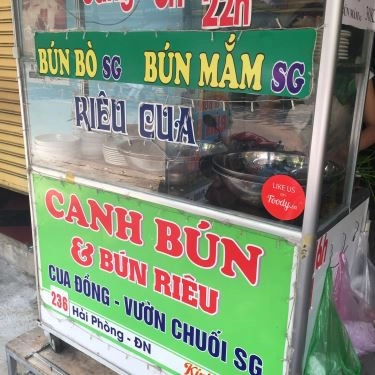 22h
BÚN BÒ SG BÚN MẮM SG
RIÊU CUA
LIKE US
Foody.vn
CANH BÚN
& BÚN RIÊU
CUA ĐỒNG - VƯỜN CHUỐI SG
236 Hải Phòng - ĐN